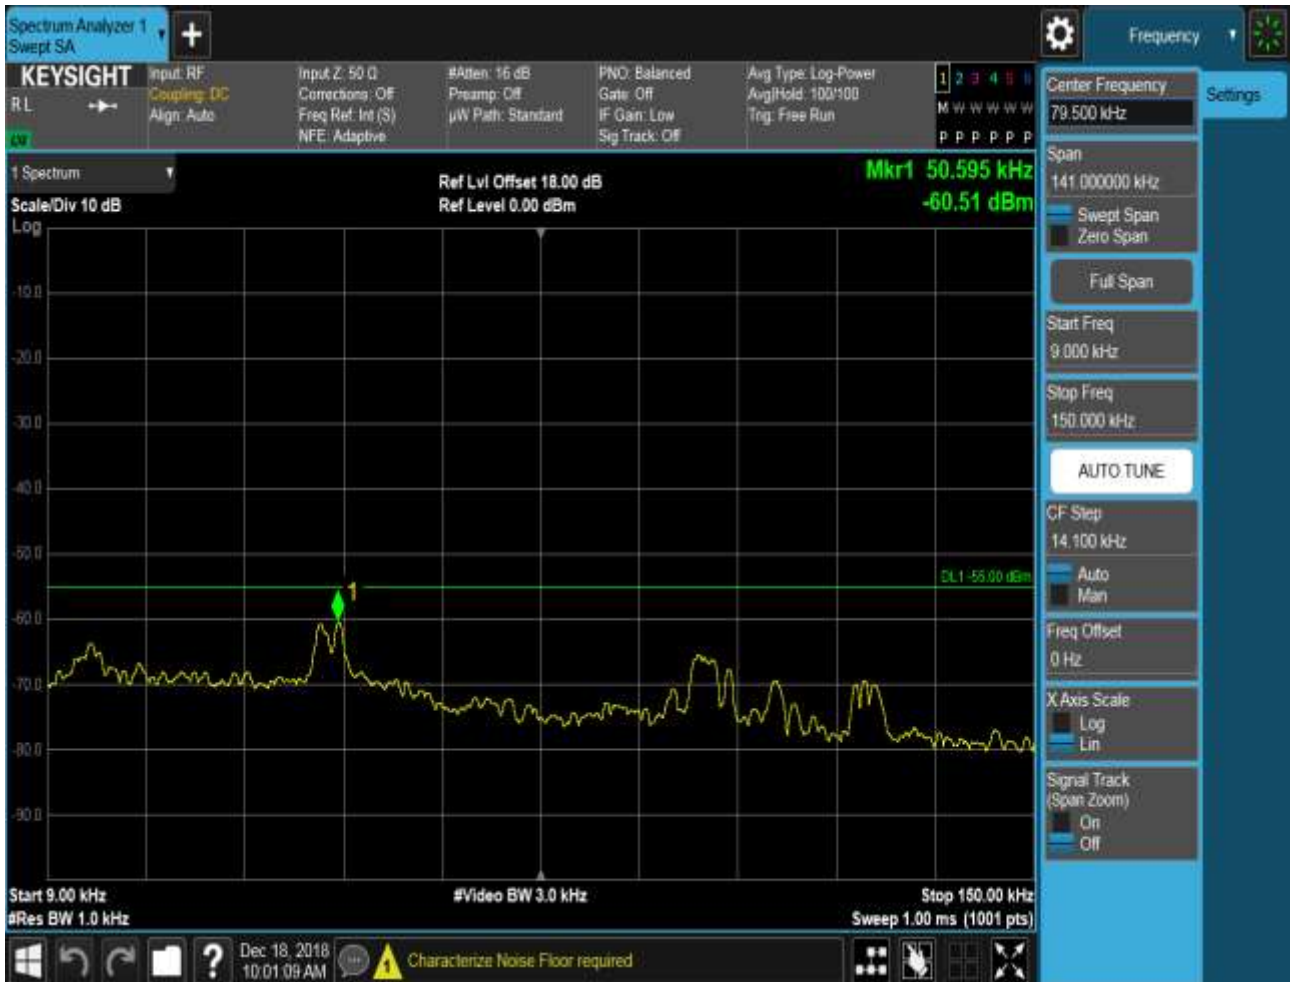 Spectrum Analyzer 1
Swept SA
Frequency
KEYSIGHT
R L
Input: RF
Coupling: DC
Align: Auto
Input Z: 50 Ω
Corrections: Off
Freq Ref: Int (S)
NFE: Adaptive
#Atten: 16 dB
Preamp: Off
µW Path: Standard
PNO: Balanced
Gate: Off
IF Gain: Low
Sig Track: Off
Avg Type: Log-Power
Avg|Hold: 100/100
Trig: Free Run
1 2 3 4 5 6
M W W W W W
P P P P P P
1 Spectrum
Scale/Div 10 dB
Log
Ref Lvl Offset 18.00 dB
Ref Level 0.00 dBm
Mkr1 50.595 kHz
-60.51 dBm
-10.0
-20.0
-30.0
-40.0
-50.0
-60.0
-70.0
-80.0
-90.0
DL1 -55.00 dBm
1
Start 9.00 kHz
#Res BW 1.0 kHz
#Video BW 3.0 kHz
Stop 150.00 kHz
Sweep 1.00 ms (1001 pts)
Center Frequency
79.500 kHz
Settings
Span
141.000000 kHz
Swept Span
Zero Span
Full Span
Start Freq
9.000 kHz
Stop Freq
150.000 kHz
AUTO TUNE
CF Step
14.100 kHz
Auto
Man
Freq Offset
0 Hz
X Axis Scale
Log
Lin
Signal Track
(Span Zoom)
On
Off
?
Dec 18, 2018
10:01:09 AM
1
Characterize Noise Floor required